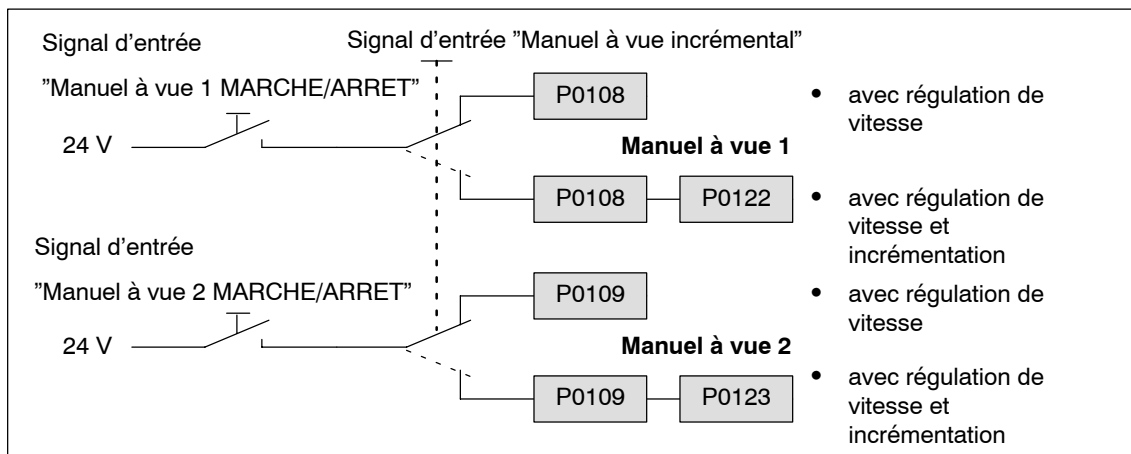 Signal d’entrée
Signal d’entrée ”Manuel à vue incrémental”
”Manuel à vue 1 MARCHE/ARRET”
P0108
• avec régulation de
vitesse
24 V
Manuel à vue 1
P0108
P0122
• avec régulation de
vitesse et
incrémentation
Signal d’entrée
”Manuel à vue 2 MARCHE/ARRET”
P0109
• avec régulation de
vitesse
24 V
Manuel à vue 2
P0109
P0123
• avec régulation de
vitesse et
incrémentation